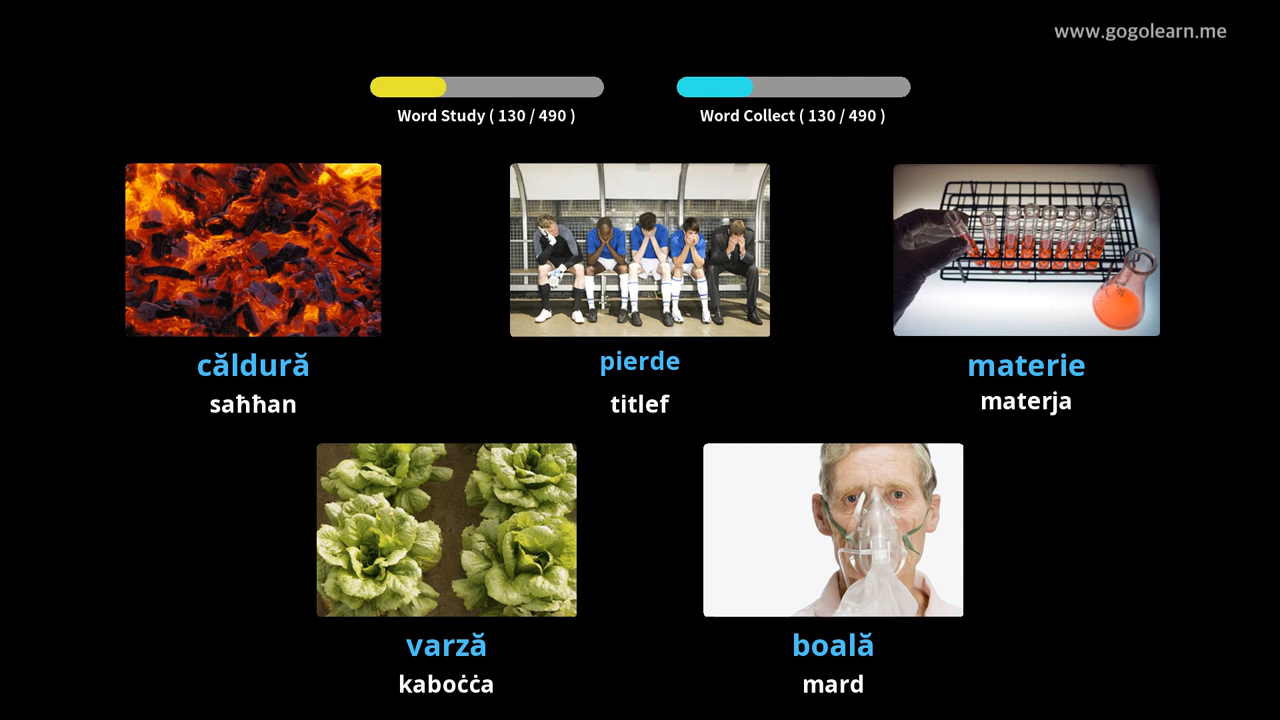 www.gogolearn.me
Word Study ( 130 / 490 )
Word Collect ( 130 / 490 )
căldură
saħħan
pierde
titlef
materie
materja
varză
kaboċċa
boală
mard